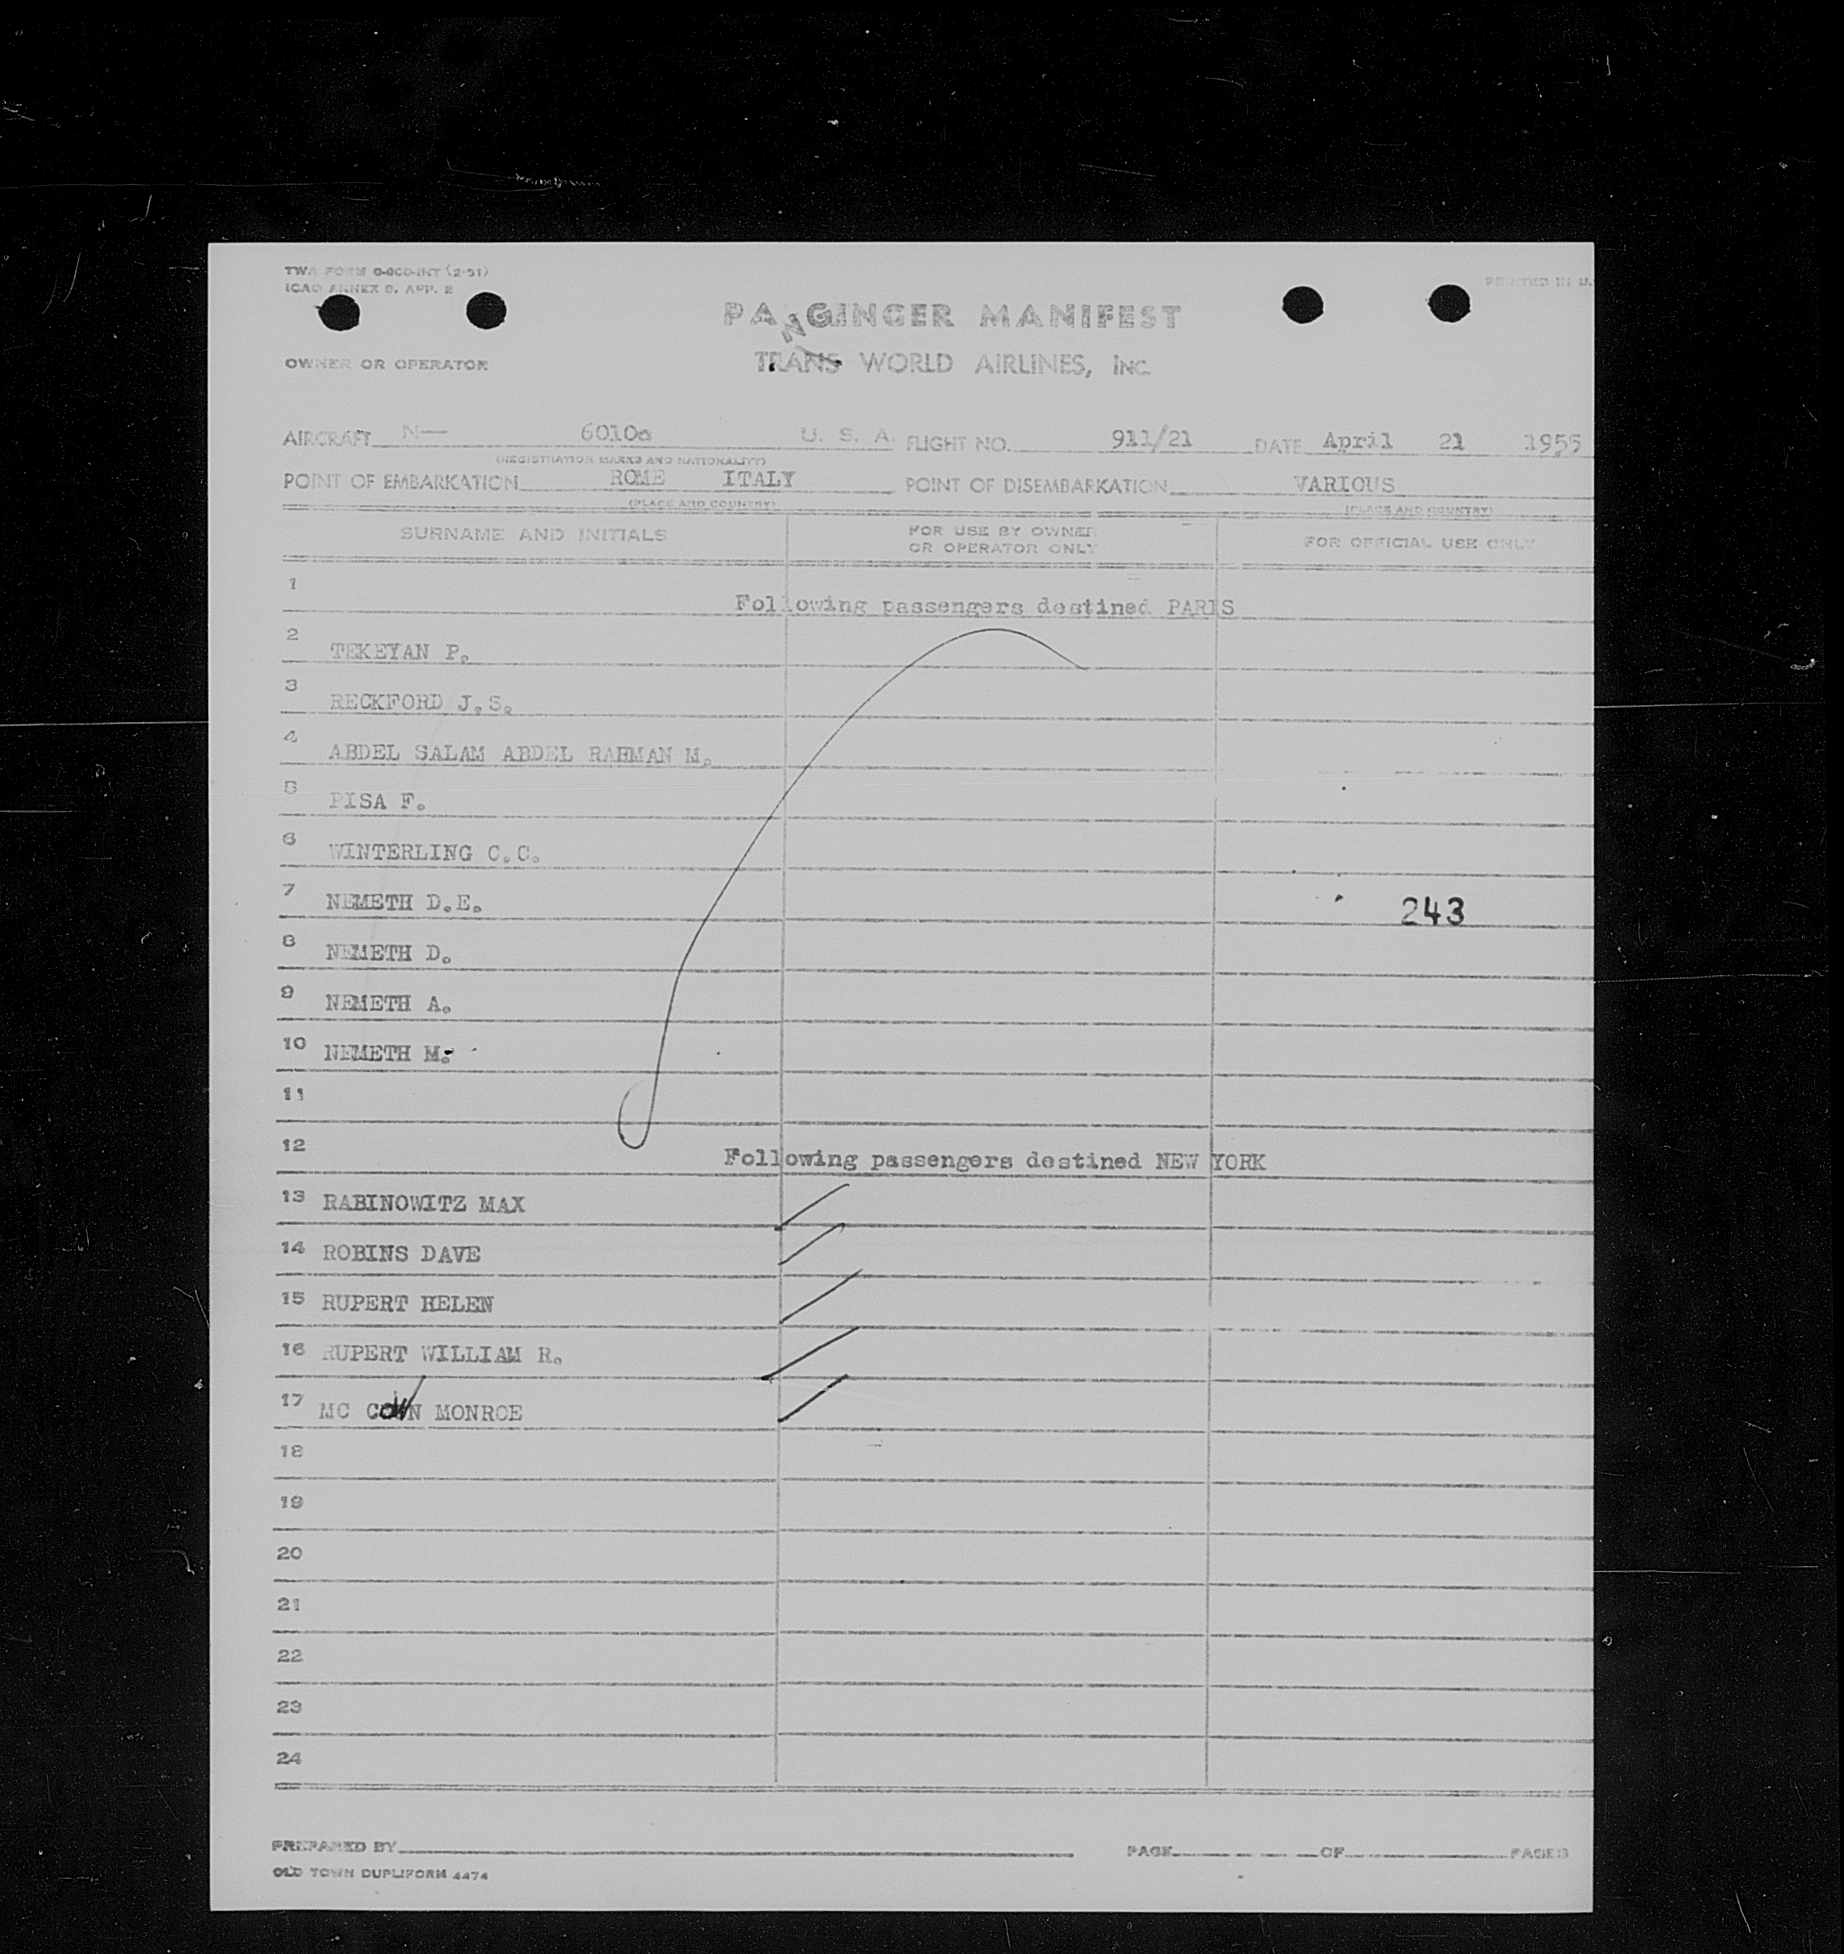 TWA FORM O-60D-INT (2-51)
ICAO ANNEX 9, APP. 2
PRINTED IN U.
PANGINGER MANIFEST
OWNER OR OPERATOR
TRANS WORLD AIRLINES, INC.
AIRCRAFT N— 6010c U. S. A. FLIGHT NO. 911/21 DATE April 21 1955
(REGISTRATION MARKS AND NATIONALITY)
POINT OF EMBARKATION ROME ITALY POINT OF DISEMBARKATION VARIOUS
(PLACE AND COUNTRY) (PLACE AND COUNTRY)
SURNAME AND INITIALS FOR USE BY OWNER OR OPERATOR ONLY FOR OFFICIAL USE ONLY
1 Following passengers destined PARIS
2 TEKEYAN P.
3 RECKFORD J.S.
4 ABDEL SALAM ABDEL RAHMAN M.
5 PISA F.
6 WINTERLING C.C.
7 NEMETH D.E. 243
8 NEMETH D.
9 NEMETH A.
10 NEMETH M.
11
12 Following passengers destined NEW YORK
13 RABINOWITZ MAX
14 ROBINS DAVE
15 RUPERT HELEN
16 RUPERT WILLIAM R.
17 MC COWN MONROE
18
19
20
21
22
23
24
PREPARED BY PAGE OF PAGES
OLD TOWN DUPLIFORM 4474